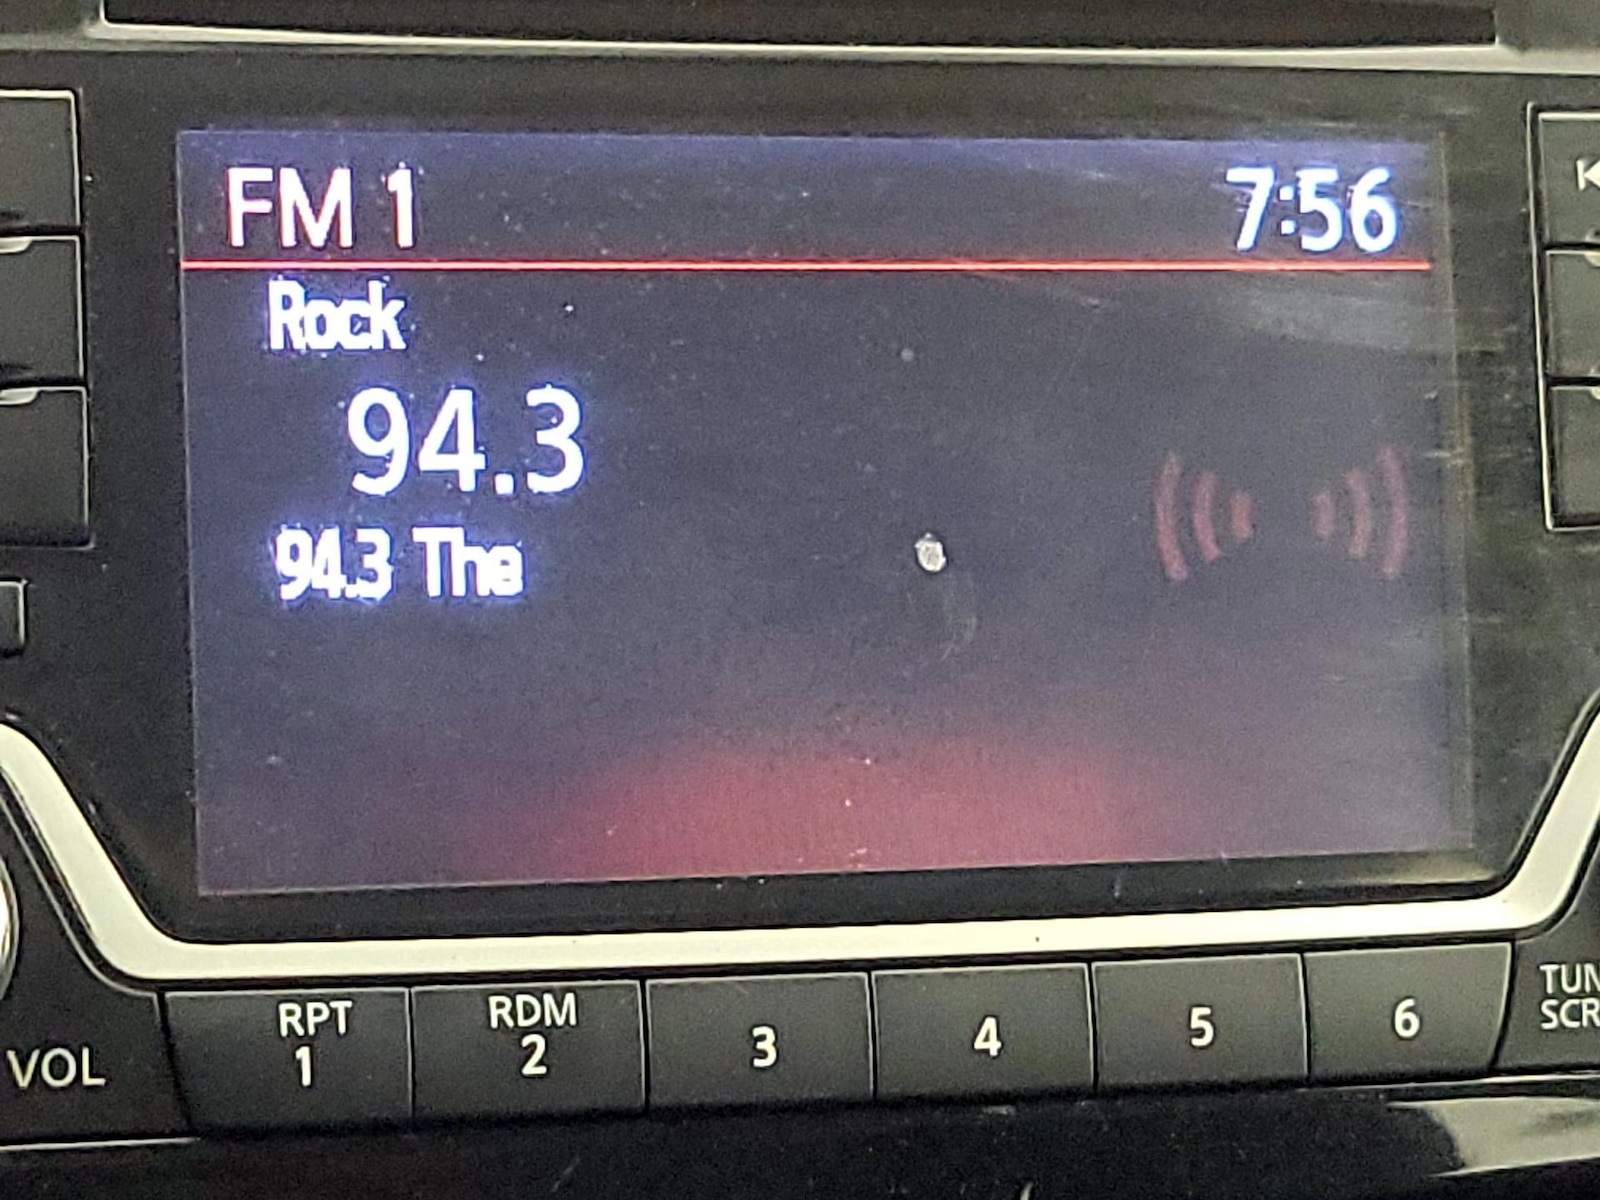 FM 1 7:56
Rock
94.3
94.3 The
RPT RDM
1 2 3 4 5 6
VOL